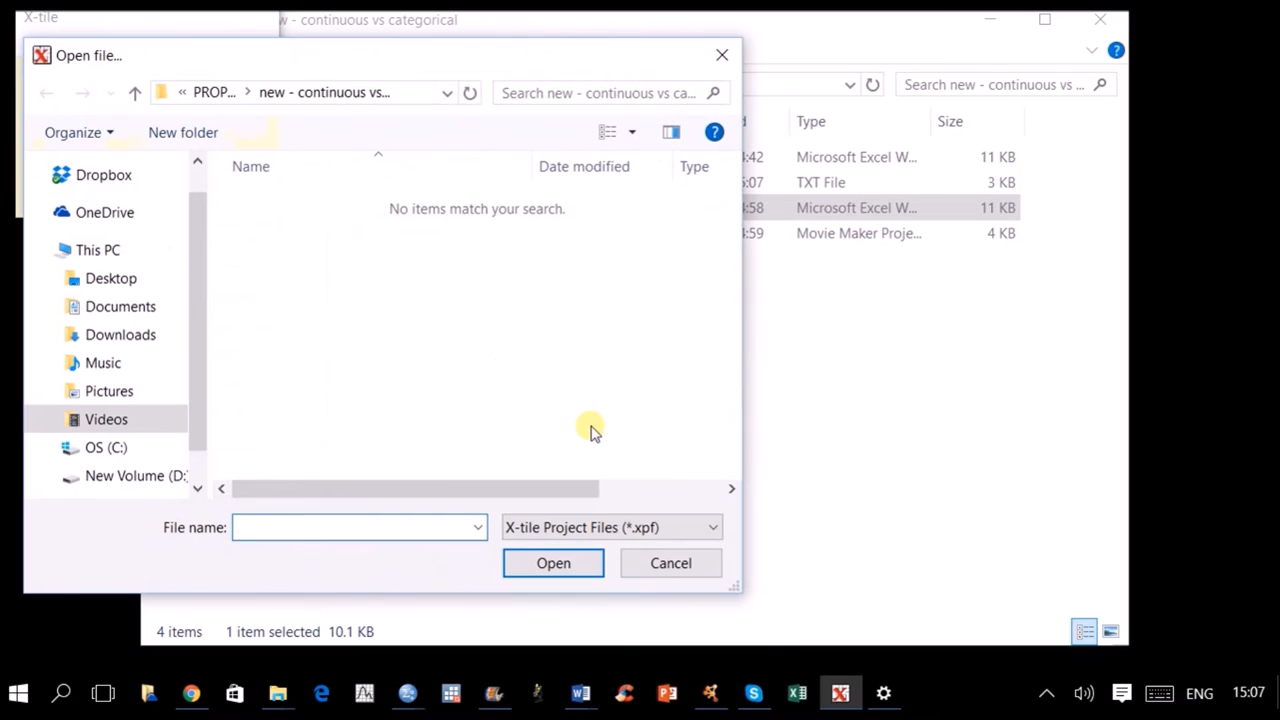 X-tile
new - continuous vs categorical
Open file...
« PROP... > new - continuous vs...
Search new - continuous vs ca...
Search new - continuous vs ...
Organize
New folder
Name
Date modified
Type
No items match your search.
Dropbox
OneDrive
This PC
Desktop
Documents
Downloads
Music
Pictures
Videos
OS (C:)
New Volume (D:
Type
Size
Microsoft Excel W...
11 KB
TXT File
3 KB
:58
Microsoft Excel W...
11 KB
:59
Movie Maker Proje...
4 KB
File name:
X-tile Project Files (*.xpf)
Open
Cancel
4 items
1 item selected
10.1 KB
ENG
15:07